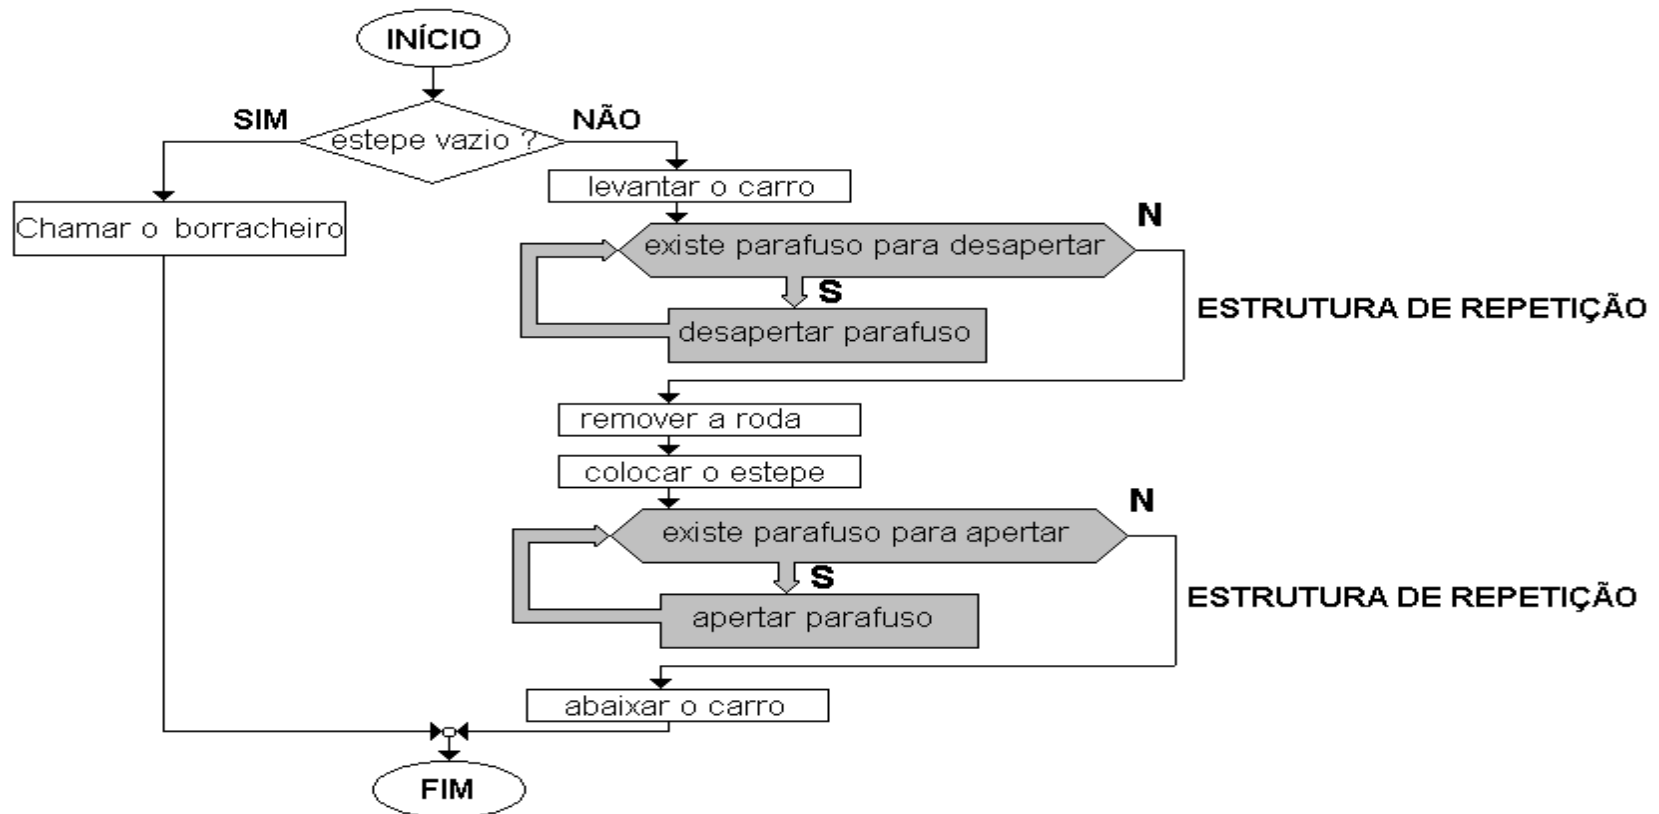 INÍCIO
SIM
NÃO
estepe vazio ?
levantar o carro
Chamar o borracheiro
N
existe parafuso para desapertar
S
ESTRUTURA DE REPETIÇÃO
desapertar parafuso
remover a roda
colocar o estepe
N
existe parafuso para apertar
S
ESTRUTURA DE REPETIÇÃO
apertar parafuso
abaixar o carro
FIM